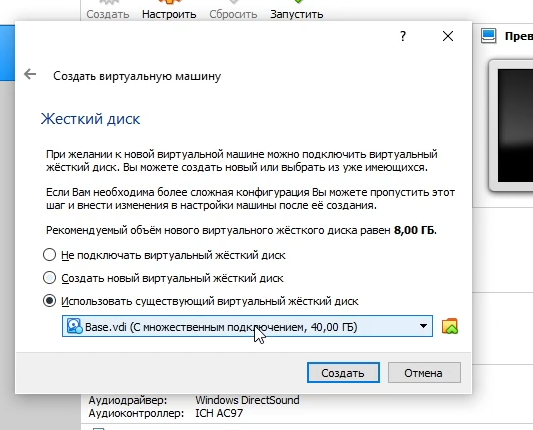 Создать Настроить Сбросить Запустить
?
Прев
Создать виртуальную машину
Жесткий диск
При желании к новой виртуальной машине можно подключить виртуальный
жёсткий диск. Вы можете создать новый или выбрать из уже имеющихся.
Если Вам необходима более сложная конфигурация Вы можете пропустить этот
шаг и внести изменения в настройки машины после её создания.
Рекомендуемый объём нового виртуального жёсткого диска равен 8,00 ГБ.
Не подключать виртуальный жёсткий диск
Создать новый виртуальный жёсткий диск
Использовать существующий виртуальный жёсткий диск
Base.vdi (С множественным подключением, 40,00 ГБ)
Создать Отмена
Аудиодрайвер: Windows DirectSound
Аудиоконтроллер: ICH AC97